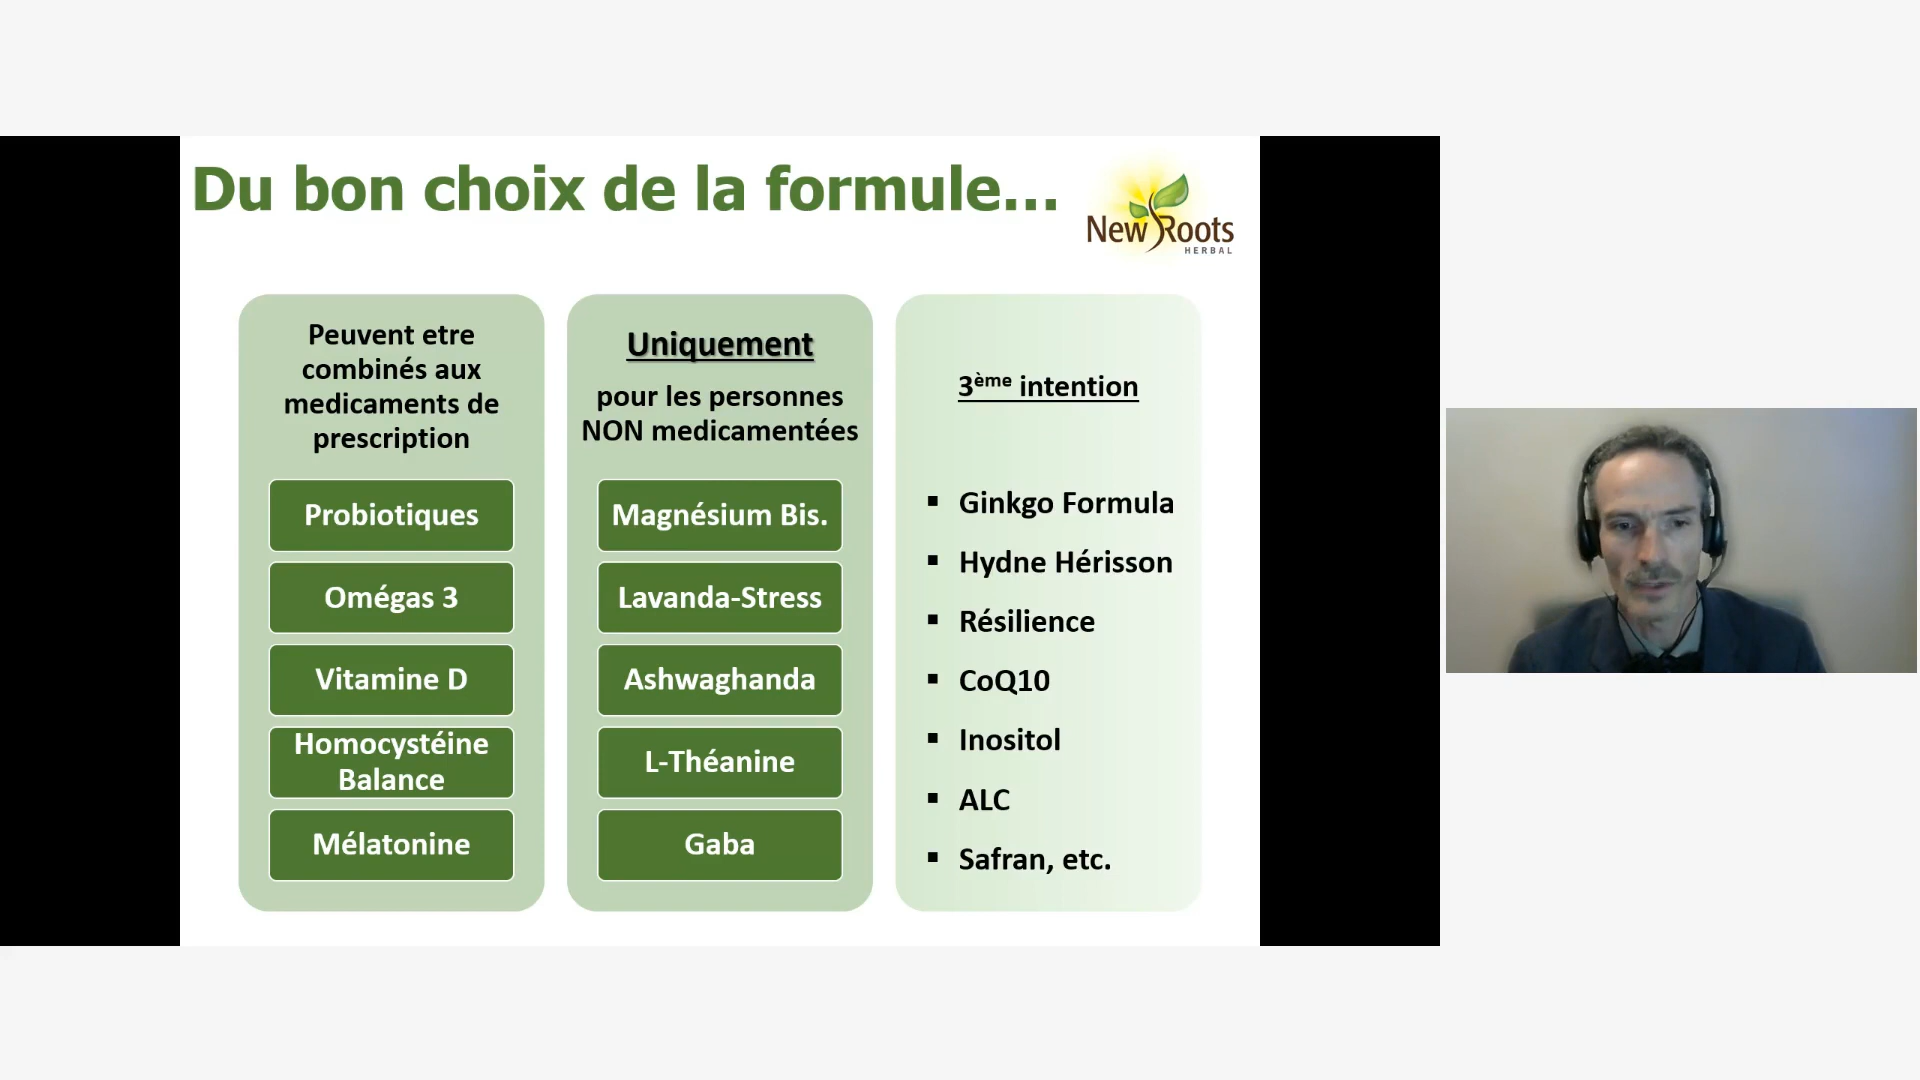 Du bon choix de la formule...
New Roots
HERBAL
Peuvent etre
combinés aux
medicaments de
prescription
Probiotiques
Omégas 3
Vitamine D
Homocystéine
Balance
Mélatonine
Uniquement
pour les personnes
NON medicamentées
Magnésium Bis.
Lavanda-Stress
Ashwaghanda
L-Théanine
Gaba
3ème intention
▪ Ginkgo Formula
▪ Hydne Hérisson
▪ Résilience
▪ CoQ10
▪ Inositol
▪ ALC
▪ Safran, etc.